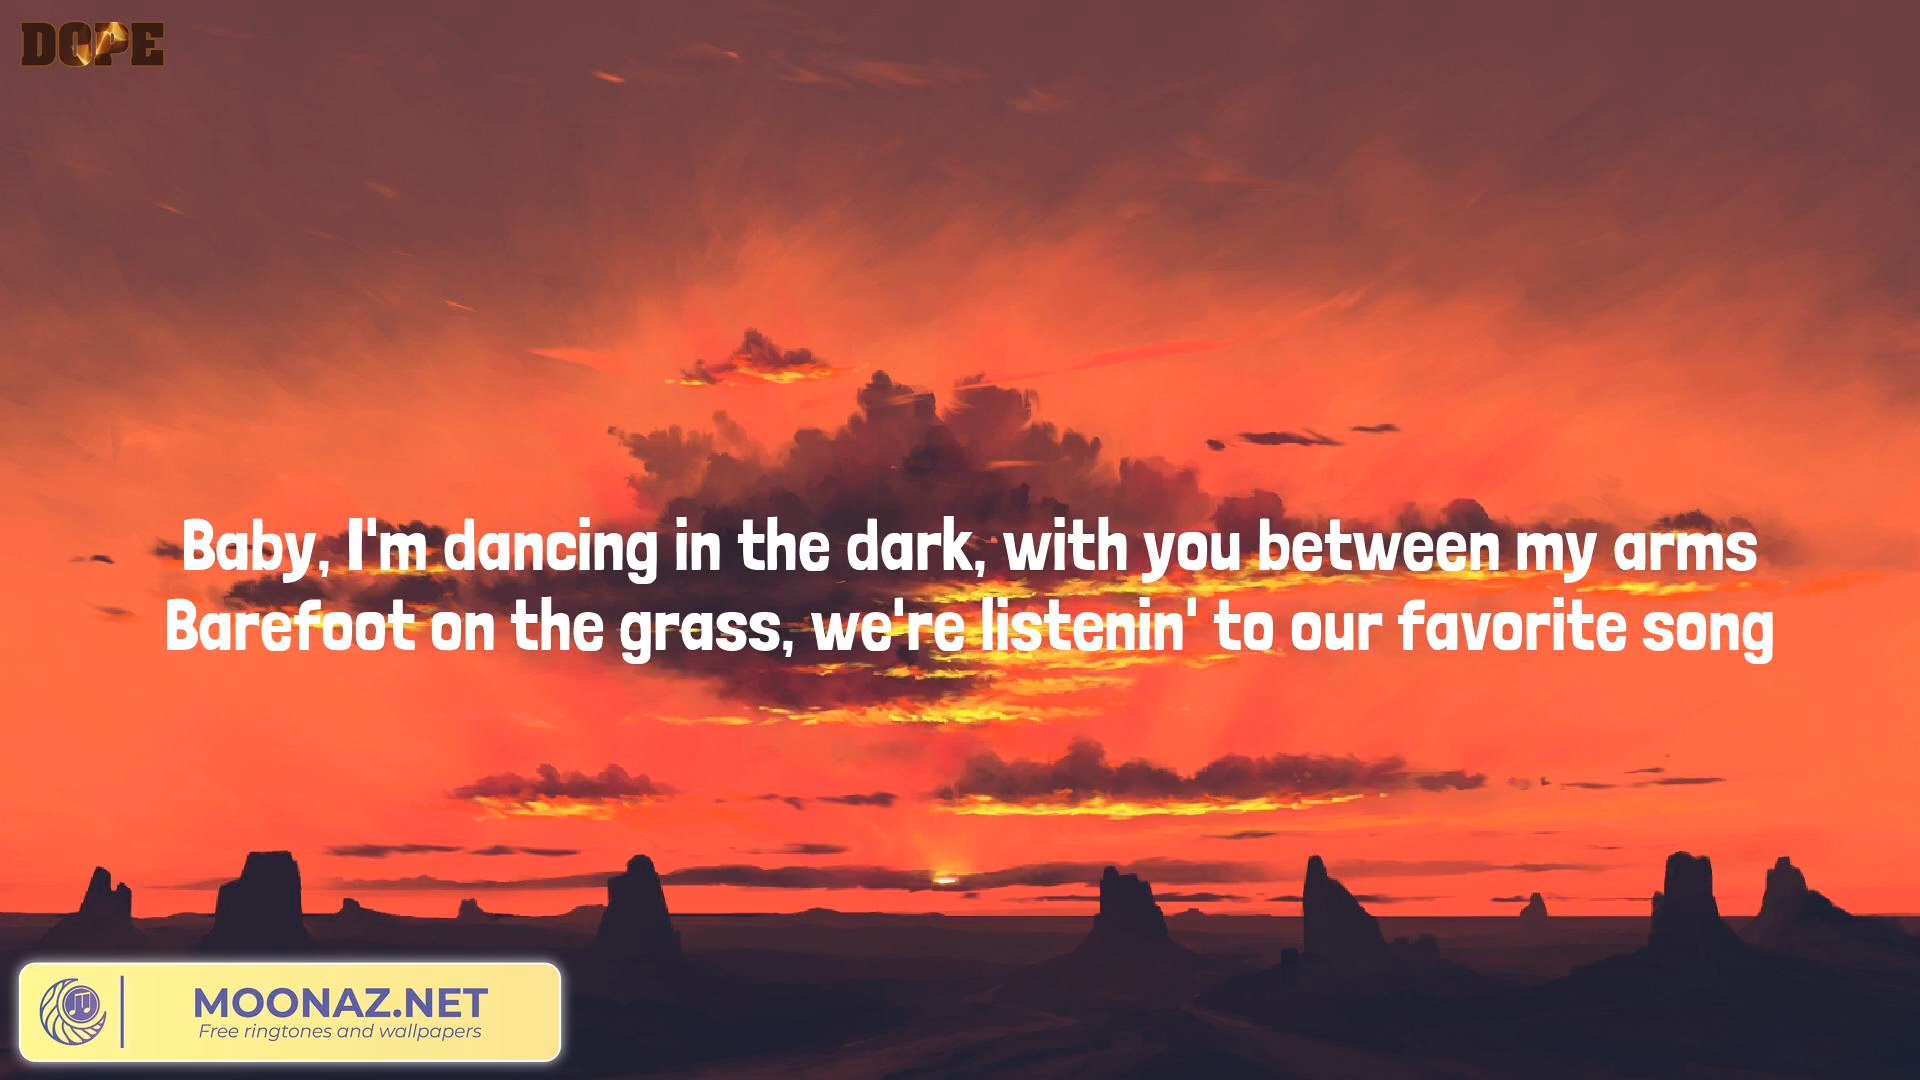 DOPE
Baby, I'm dancing in the dark, with you between my arms
Barefoot on the grass, we're listenin' to our favorite song
MOONAZ.NET
Free ringtones and wallpapers